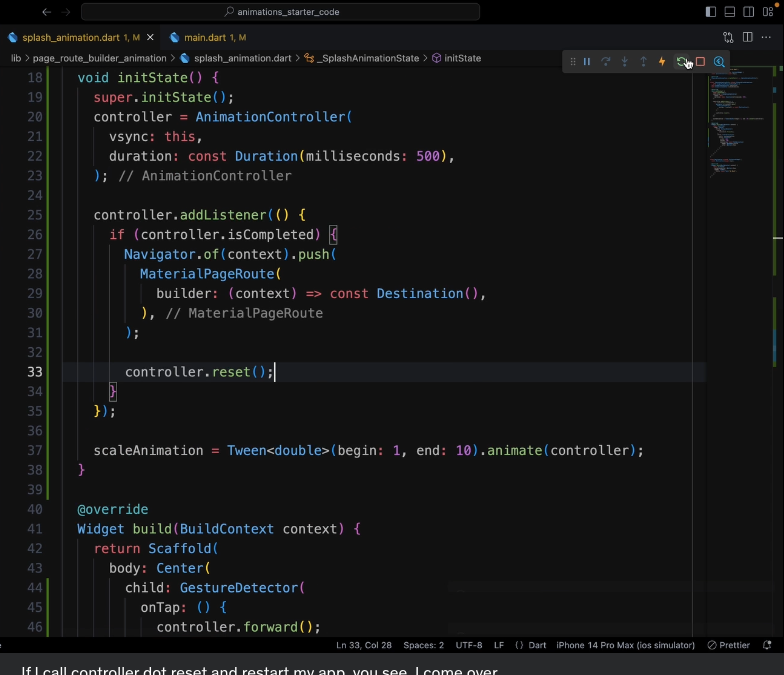 animations_starter_code
splash_animation.dart 1, M
main.dart 1, M
lib > page_route_builder_animation > splash_animation.dart > _SplashAnimationState > initState
18 void initState() {
19 super.initState();
20 controller = AnimationController(
21 vsync: this,
22 duration: const Duration(milliseconds: 500),
23 ); // AnimationController
24
25 controller.addListener(() {
26 if (controller.isCompleted) {
27 Navigator.of(context).push(
28 MaterialPageRoute(
29 builder: (context) => const Destination(),
30 ), // MaterialPageRoute
31 );
32
33 controller.reset();
34 }
35 });
36
37 scaleAnimation = Tween<double>(begin: 1, end: 10).animate(controller);
38 }
39
40 @override
41 Widget build(BuildContext context) {
42 return Scaffold(
43 body: Center(
44 child: GestureDetector(
45 onTap: () {
46 controller.forward();
Ln 33, Col 28 Spaces: 2 UTF-8 LF {} Dart iPhone 14 Pro Max (ios simulator) Prettier
If I call controller dot reset and restart my app, you see, I come over